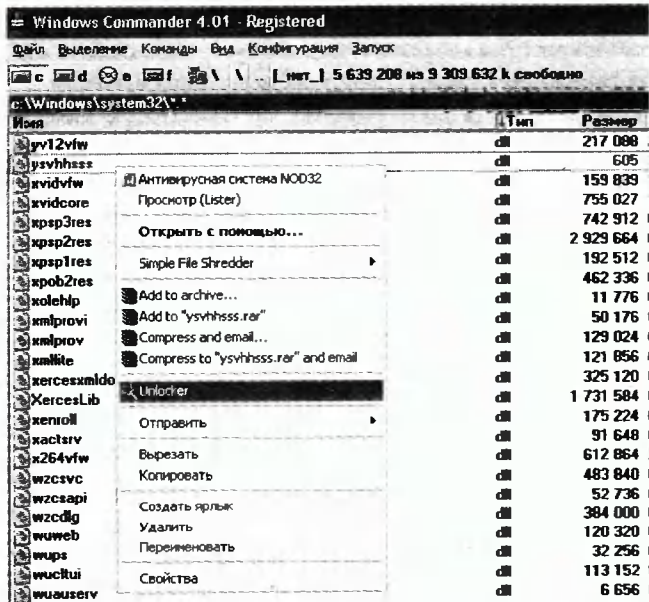 Windows Commander 4.01 - Registered
Файл Выделение Команды Вид Конфигурация Запуск
c d e f \ .. [_нет_] 5 639 208 из 9 309 632 k свободно
c:\Windows\system32\*.*
Имя Тип Размер
yv12vfw dll 217 088
ysvhhsss dll 605
xvidvfw dll 159 839
xvidcore dll 755 027
xpsp3res dll 742 912
xpsp2res dll 2 929 664
xpsp1res dll 192 512
xpob2res dll 462 336
xolehlp dll 11 776
xmlprovi dll 50 176
xmlprov dll 129 024
xmllite dll 121 856
xercesxmldo dll 325 120
XercesLib dll 1 731 584
xenroll dll 175 224
xactsrv dll 91 648
x264vfw dll 612 864
wzcsvc dll 483 840
wzcsapi dll 52 736
wzcdlg dll 384 000
wuweb dll 120 320
wups dll 32 256
wucltui dll 113 152
wuauserv dll 6 656
Антивирусная система NOD32
Просмотр (Lister)
Открыть с помощью...
Simple File Shredder
Add to archive...
Add to "ysvhhsss.rar"
Compress and email...
Compress to "ysvhhsss.rar" and email
Unlocker
Отправить
Вырезать
Копировать
Создать ярлык
Удалить
Переименовать
Свойства